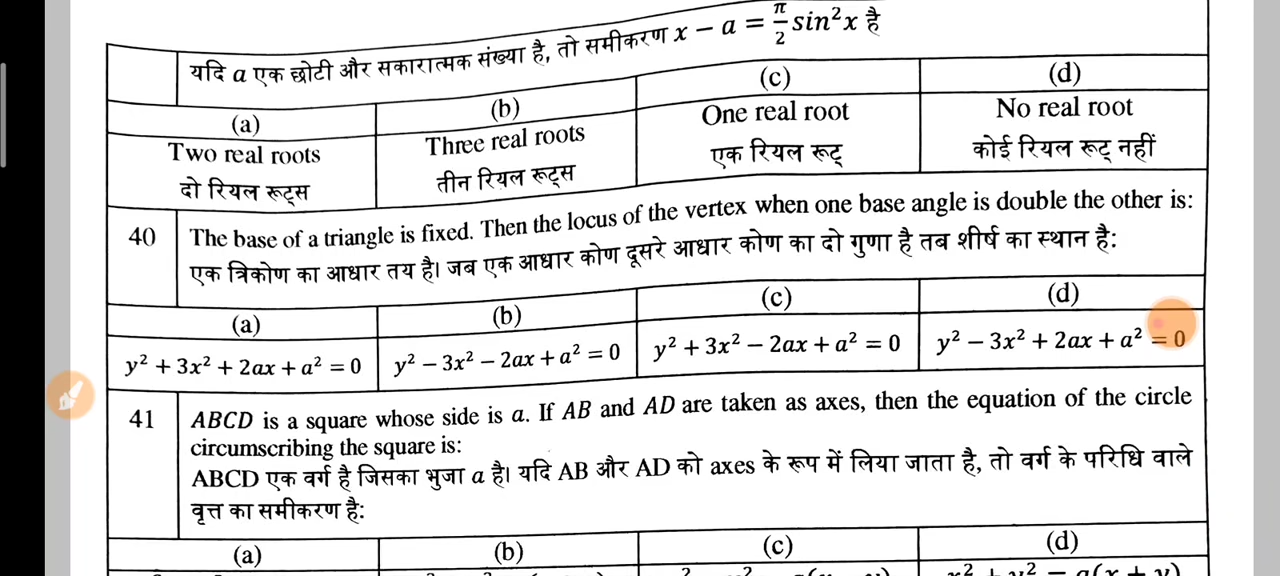 यदि a एक छोटी और सकारात्मक संख्या है, तो समीकरण x − a = π/2 sin²x है
(a) (b) (c) (d)
Two real roots Three real roots One real root No real root
दो रियल रूट्स तीन रियल रूट्स एक रियल रूट् कोई रियल रूट् नहीं
40 The base of a triangle is fixed. Then the locus of the vertex when one base angle is double the other is:
एक त्रिकोण का आधार तय है। जब एक आधार कोण दूसरे आधार कोण का दो गुणा है तब शीर्ष का स्थान है:
(a) (b) (c) (d)
y² + 3x² + 2ax + a² = 0 y² − 3x² − 2ax + a² = 0 y² + 3x² − 2ax + a² = 0 y² − 3x² + 2ax + a² = 0
41 ABCD is a square whose side is a. If AB and AD are taken as axes, then the equation of the circle
circumscribing the square is:
ABCD एक वर्ग है जिसका भुजा a है। यदि AB और AD को axes के रूप में लिया जाता है, तो वर्ग के परिधि वाले
वृत्त का समीकरण है:
(a) (b) (c) (d)
x² + y² = a(x + y)